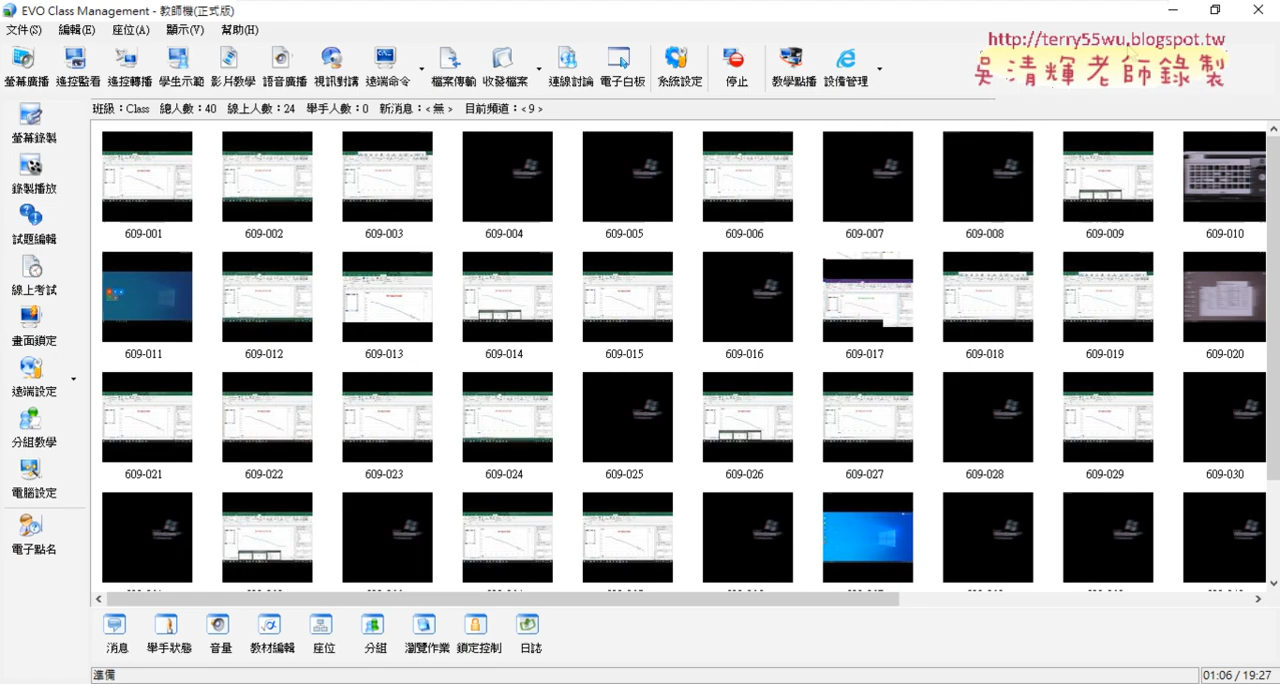 EVO Class Management - 教師機(正式版)
文件(S) 編輯(E) 座位(A) 顯示(V) 幫助(H)
http://terry55wu.blogspot.tw
吳清輝老師錄製
螢幕廣播 遙控監看 遙控轉播 學生示範 影片教學 語音廣播 視訊對講 遠端命令 檔案傳輸 收發檔案 連線討論 電子白板 系統設定 停止 教學點播 設備管理
班級：Class 總人數：40 線上人數：24 舉手人數：0 新消息：< 無 > 目前頻道：< 9 >
螢幕錄製
錄製播放
試題編輯
線上考試
畫面鎖定
遠端設定
分組教學
電腦設定
電子點名
609-001 609-002 609-003 609-004 609-005 609-006 609-007 609-008 609-009 609-010
609-011 609-012 609-013 609-014 609-015 609-016 609-017 609-018 609-019 609-020
609-021 609-022 609-023 609-024 609-025 609-026 609-027 609-028 609-029 609-030
消息 舉手狀態 音量 教材編輯 座位 分組 瀏覽作業 鎖定控制 日誌
準備
01:06 / 19:27